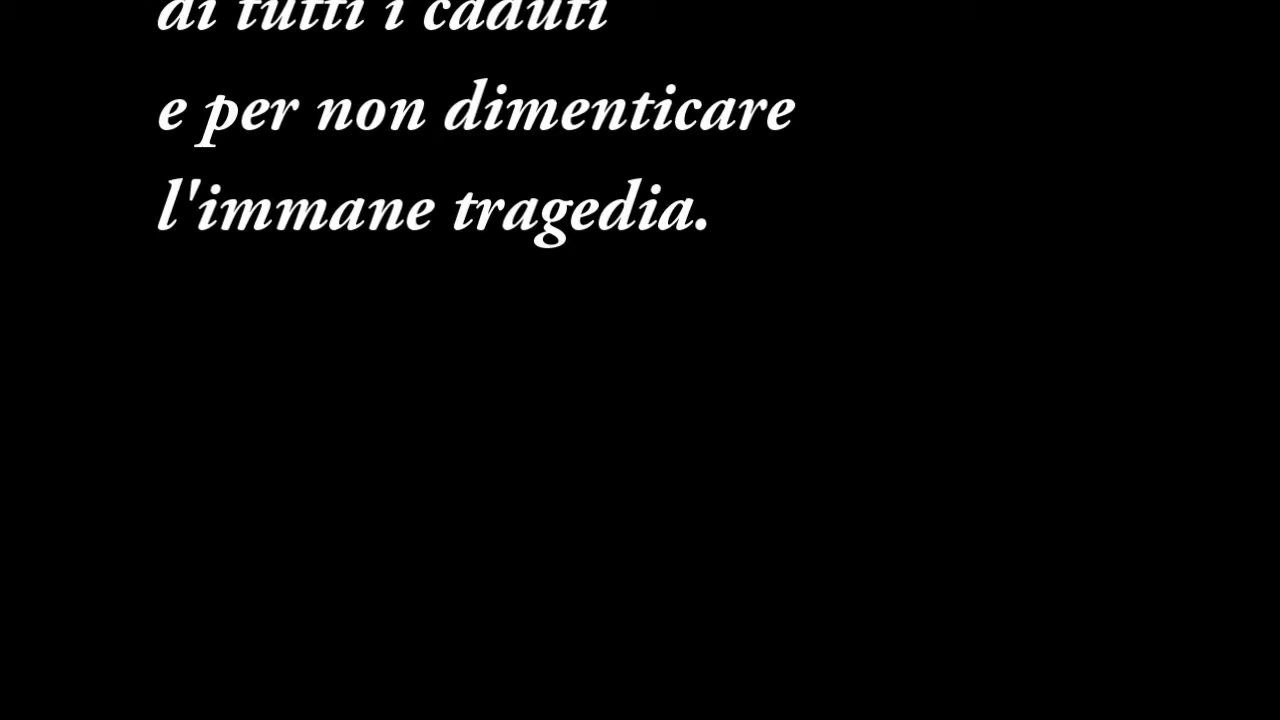 di tutti i caduti
e per non dimenticare
l'immane tragedia.